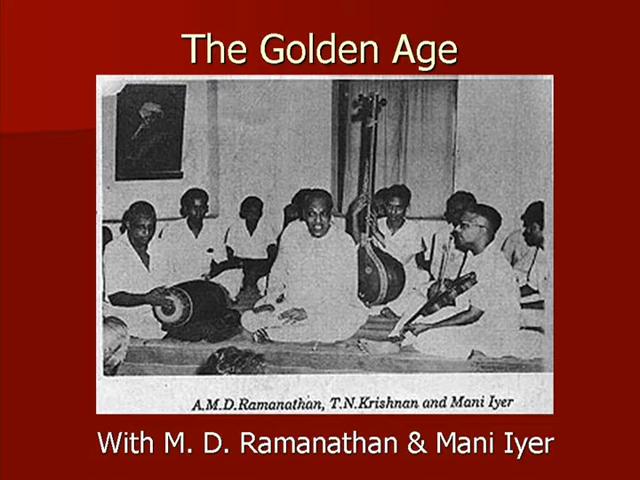 The Golden Age
A.M.D.Ramanathan, T.N.Krishnan and Mani Iyer
With M. D. Ramanathan & Mani Iyer